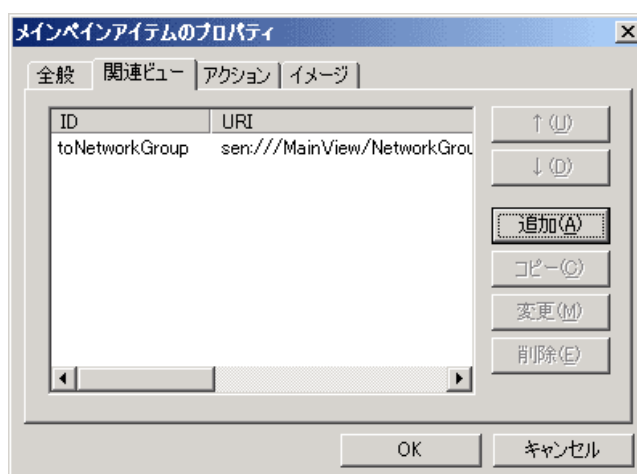 メインペインアイテムのプロパティ
全般 関連ビュー アクション イメージ
ID URI
toNetworkGroup sen:///MainView/NetworkGrou
↑(U)
↓(D)
追加(A)
コピー(C)
変更(M)
削除(E)
OK キャンセル